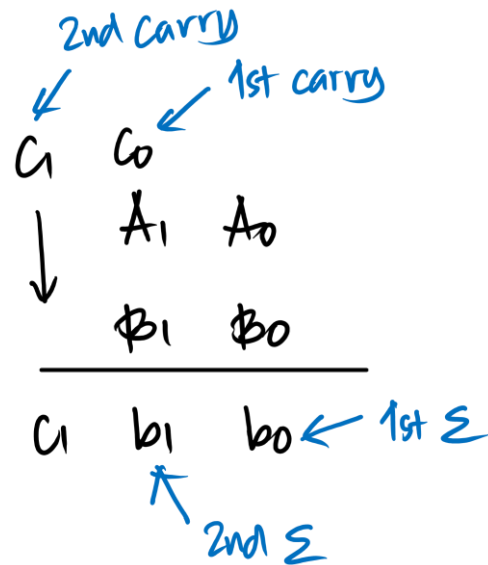 2nd carry
1st carry
C1 C0
A1 A0
B1 B0
C1 b1 b0 1st Σ
2nd Σ